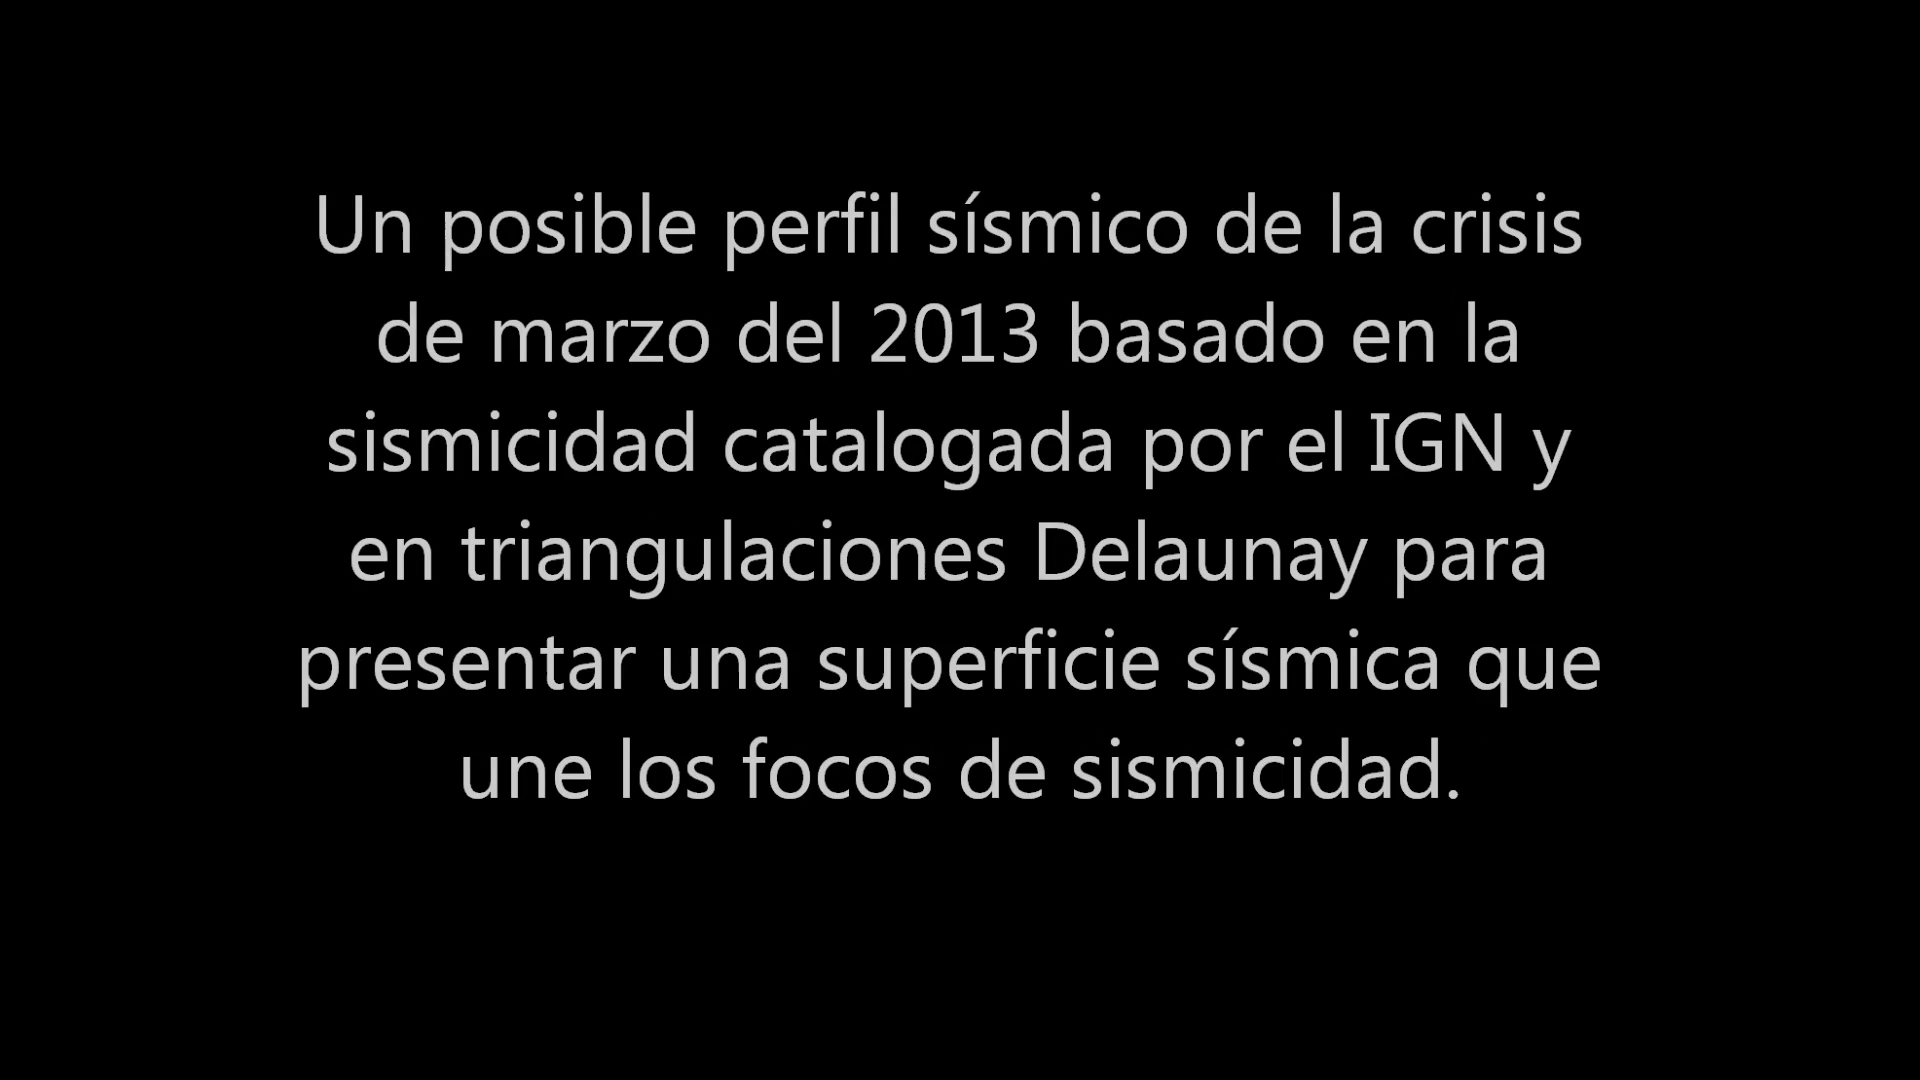 Un posible perfil sísmico de la crisis
de marzo del 2013 basado en la
sismicidad catalogada por el IGN y
en triangulaciones Delaunay para
presentar una superficie sísmica que
une los focos de sismicidad.